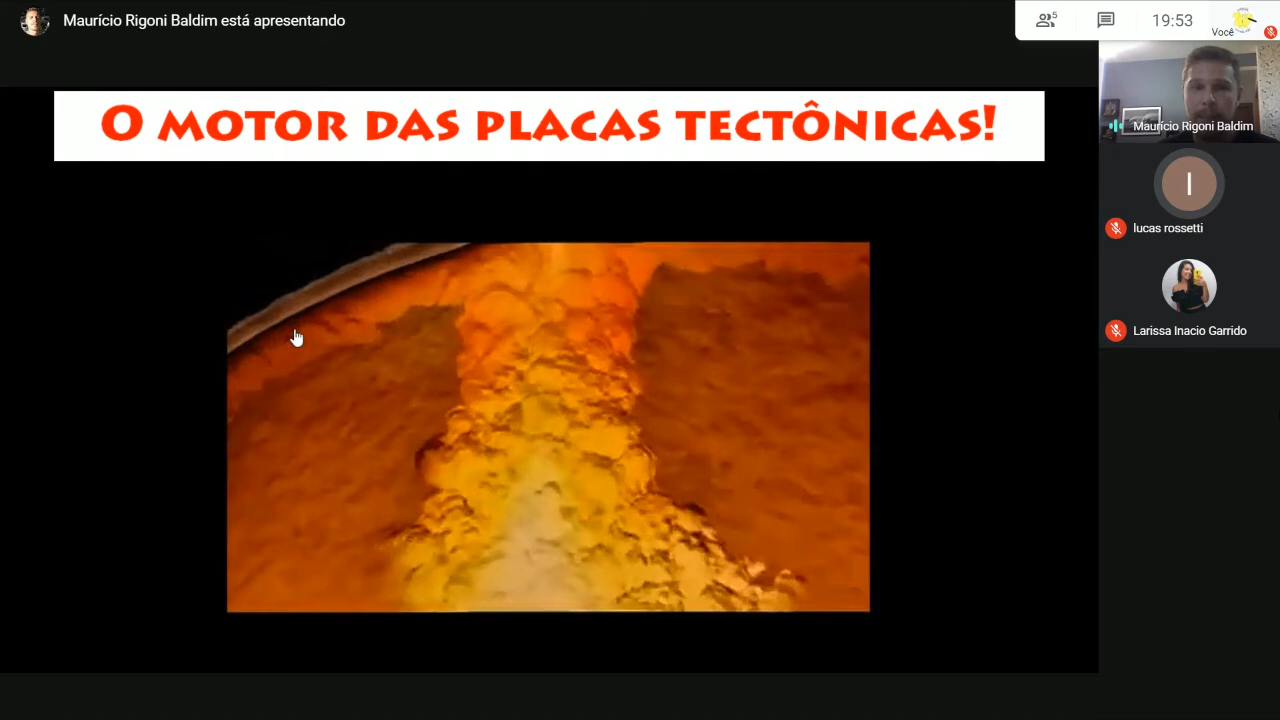 Maurício Rigoni Baldim está apresentando
5
19:53
Você
O MOTOR DAS PLACAS TECTÔNICAS!
Maurício Rigoni Baldim
l
lucas rossetti
Larissa Inacio Garrido